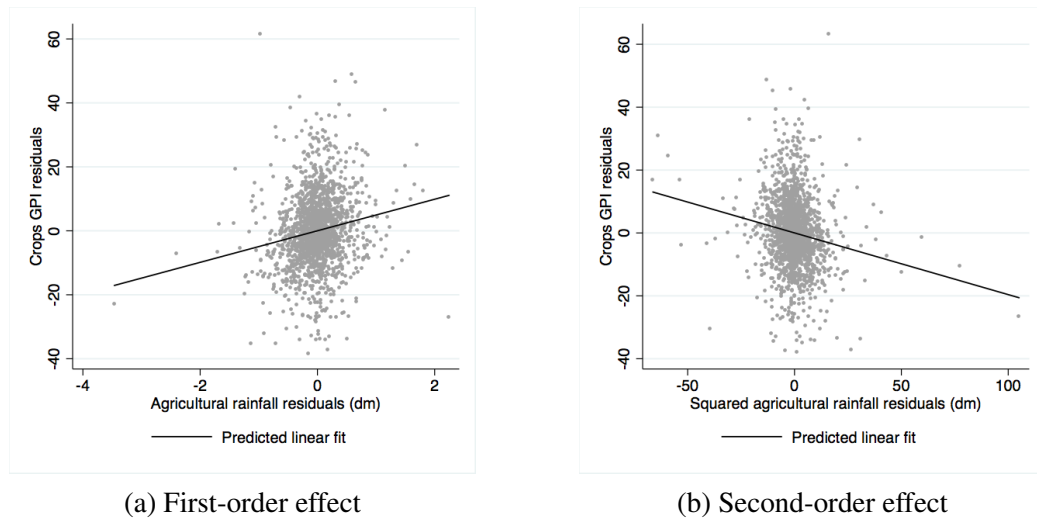 60
40
20
0
-20
-40
Crops GPI residuals
-4
-2
0
2
Agricultural rainfall residuals (dm)
Predicted linear fit
(a) First-order effect
60
40
20
0
-20
-40
Crops GPI residuals
-50
0
50
100
Squared agricultural rainfall residuals (dm)
Predicted linear fit
(b) Second-order effect